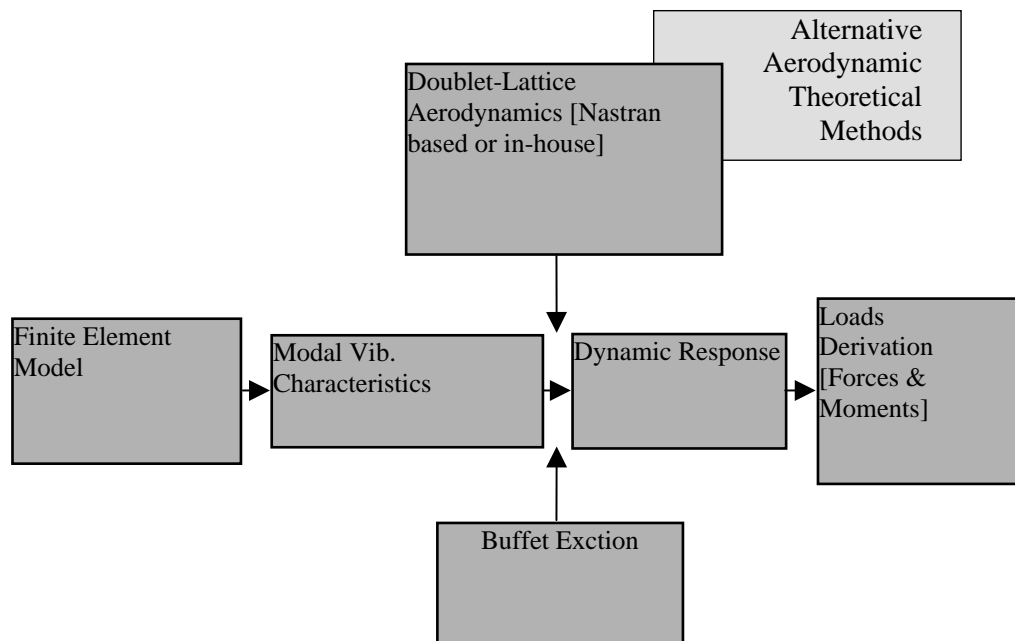 Alternative
Aerodynamic
Theoretical
Methods
Doublet-Lattice
Aerodynamics [Nastran
based or in-house]
Finite Element
Model
Modal Vib.
Characteristics
Dynamic Response
Loads
Derivation
[Forces &
Moments]
Buffet Exction